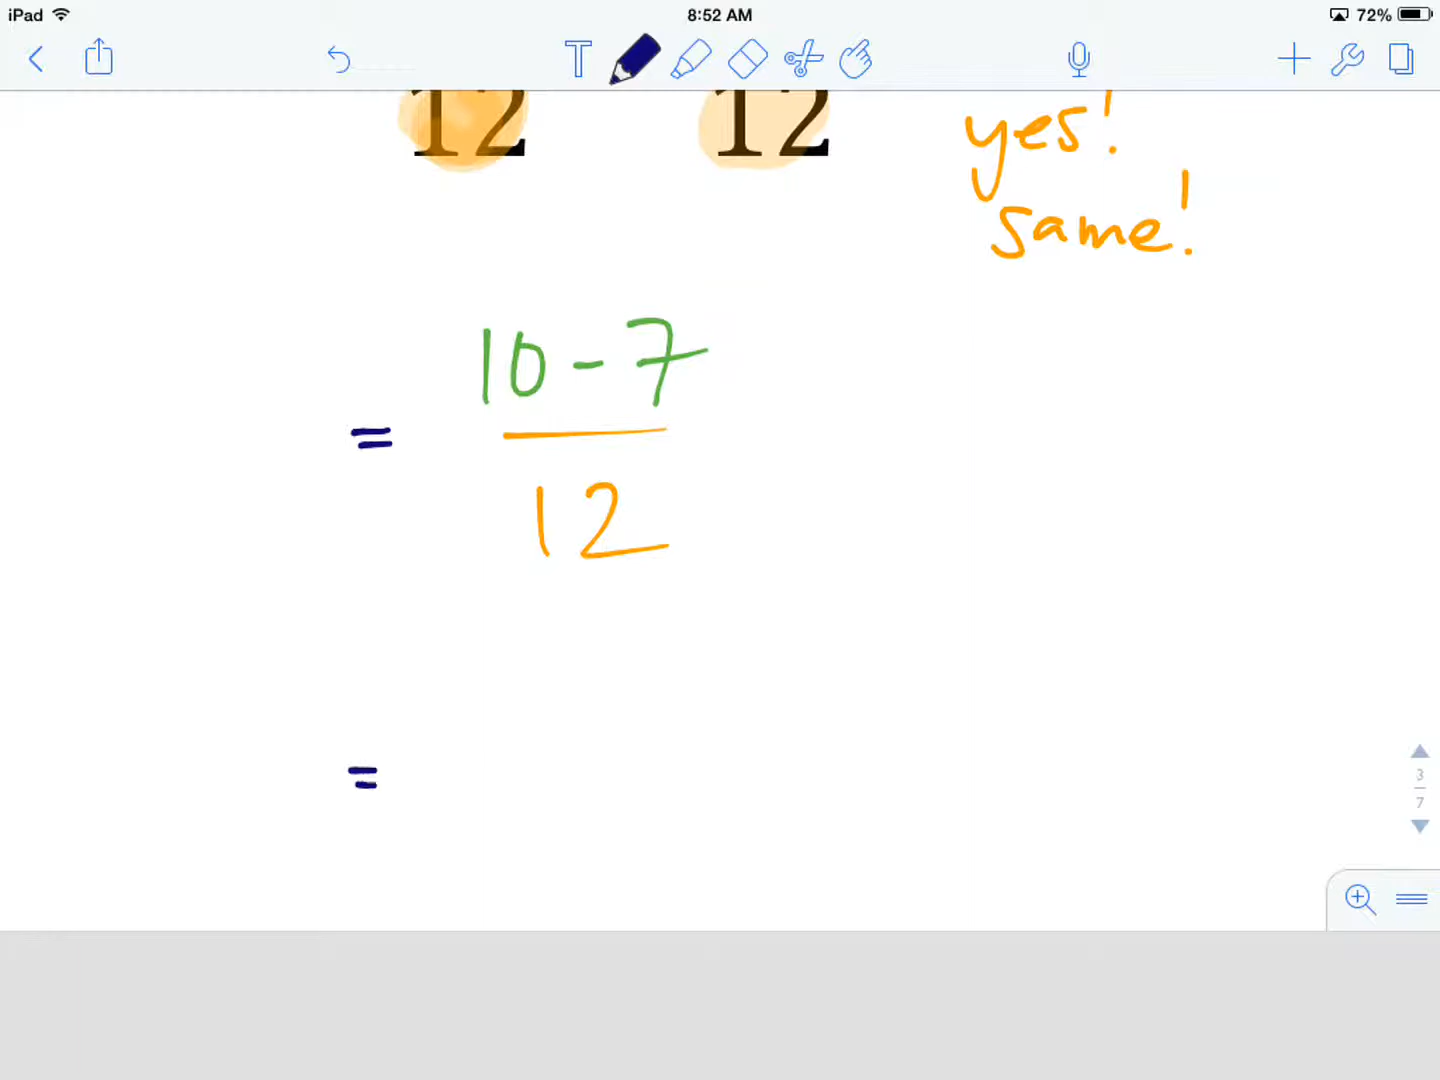 iPad 8:52 AM 72%
T
12 12 yes!
same!
10 - 7
=
12
=
3
7